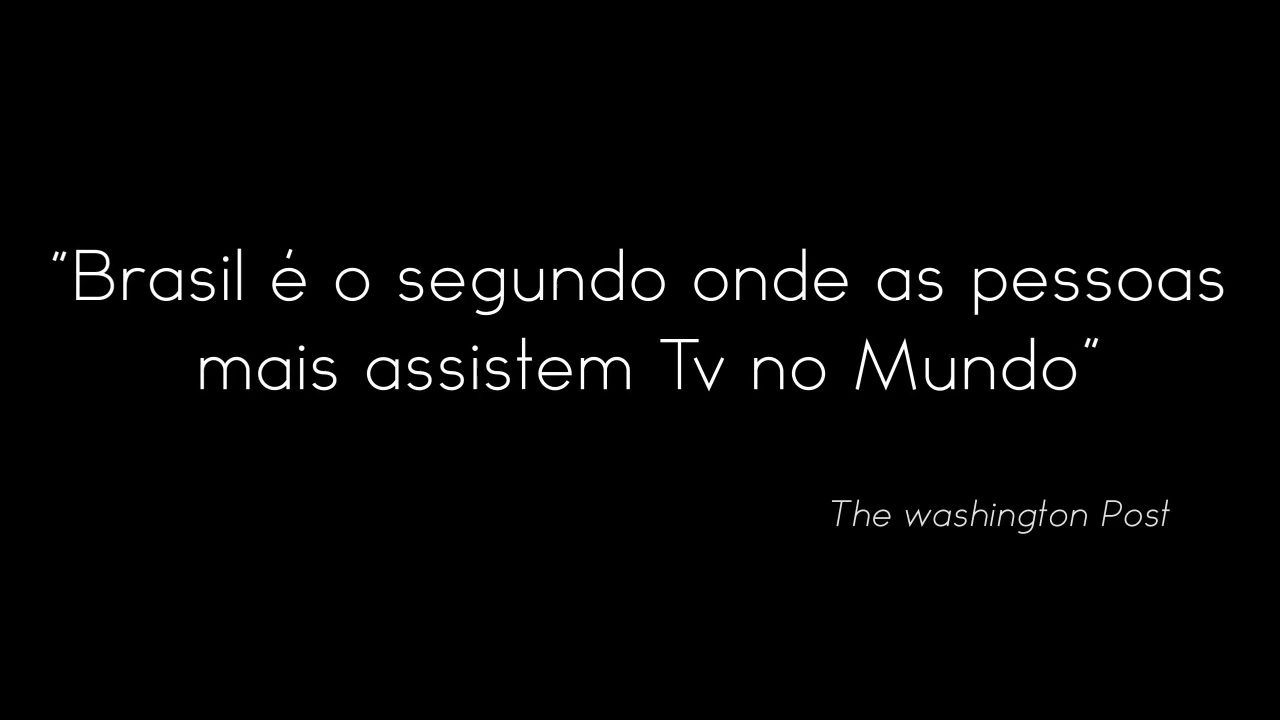 "Brasil é o segundo onde as pessoas
mais assistem Tv no Mundo"
The washington Post